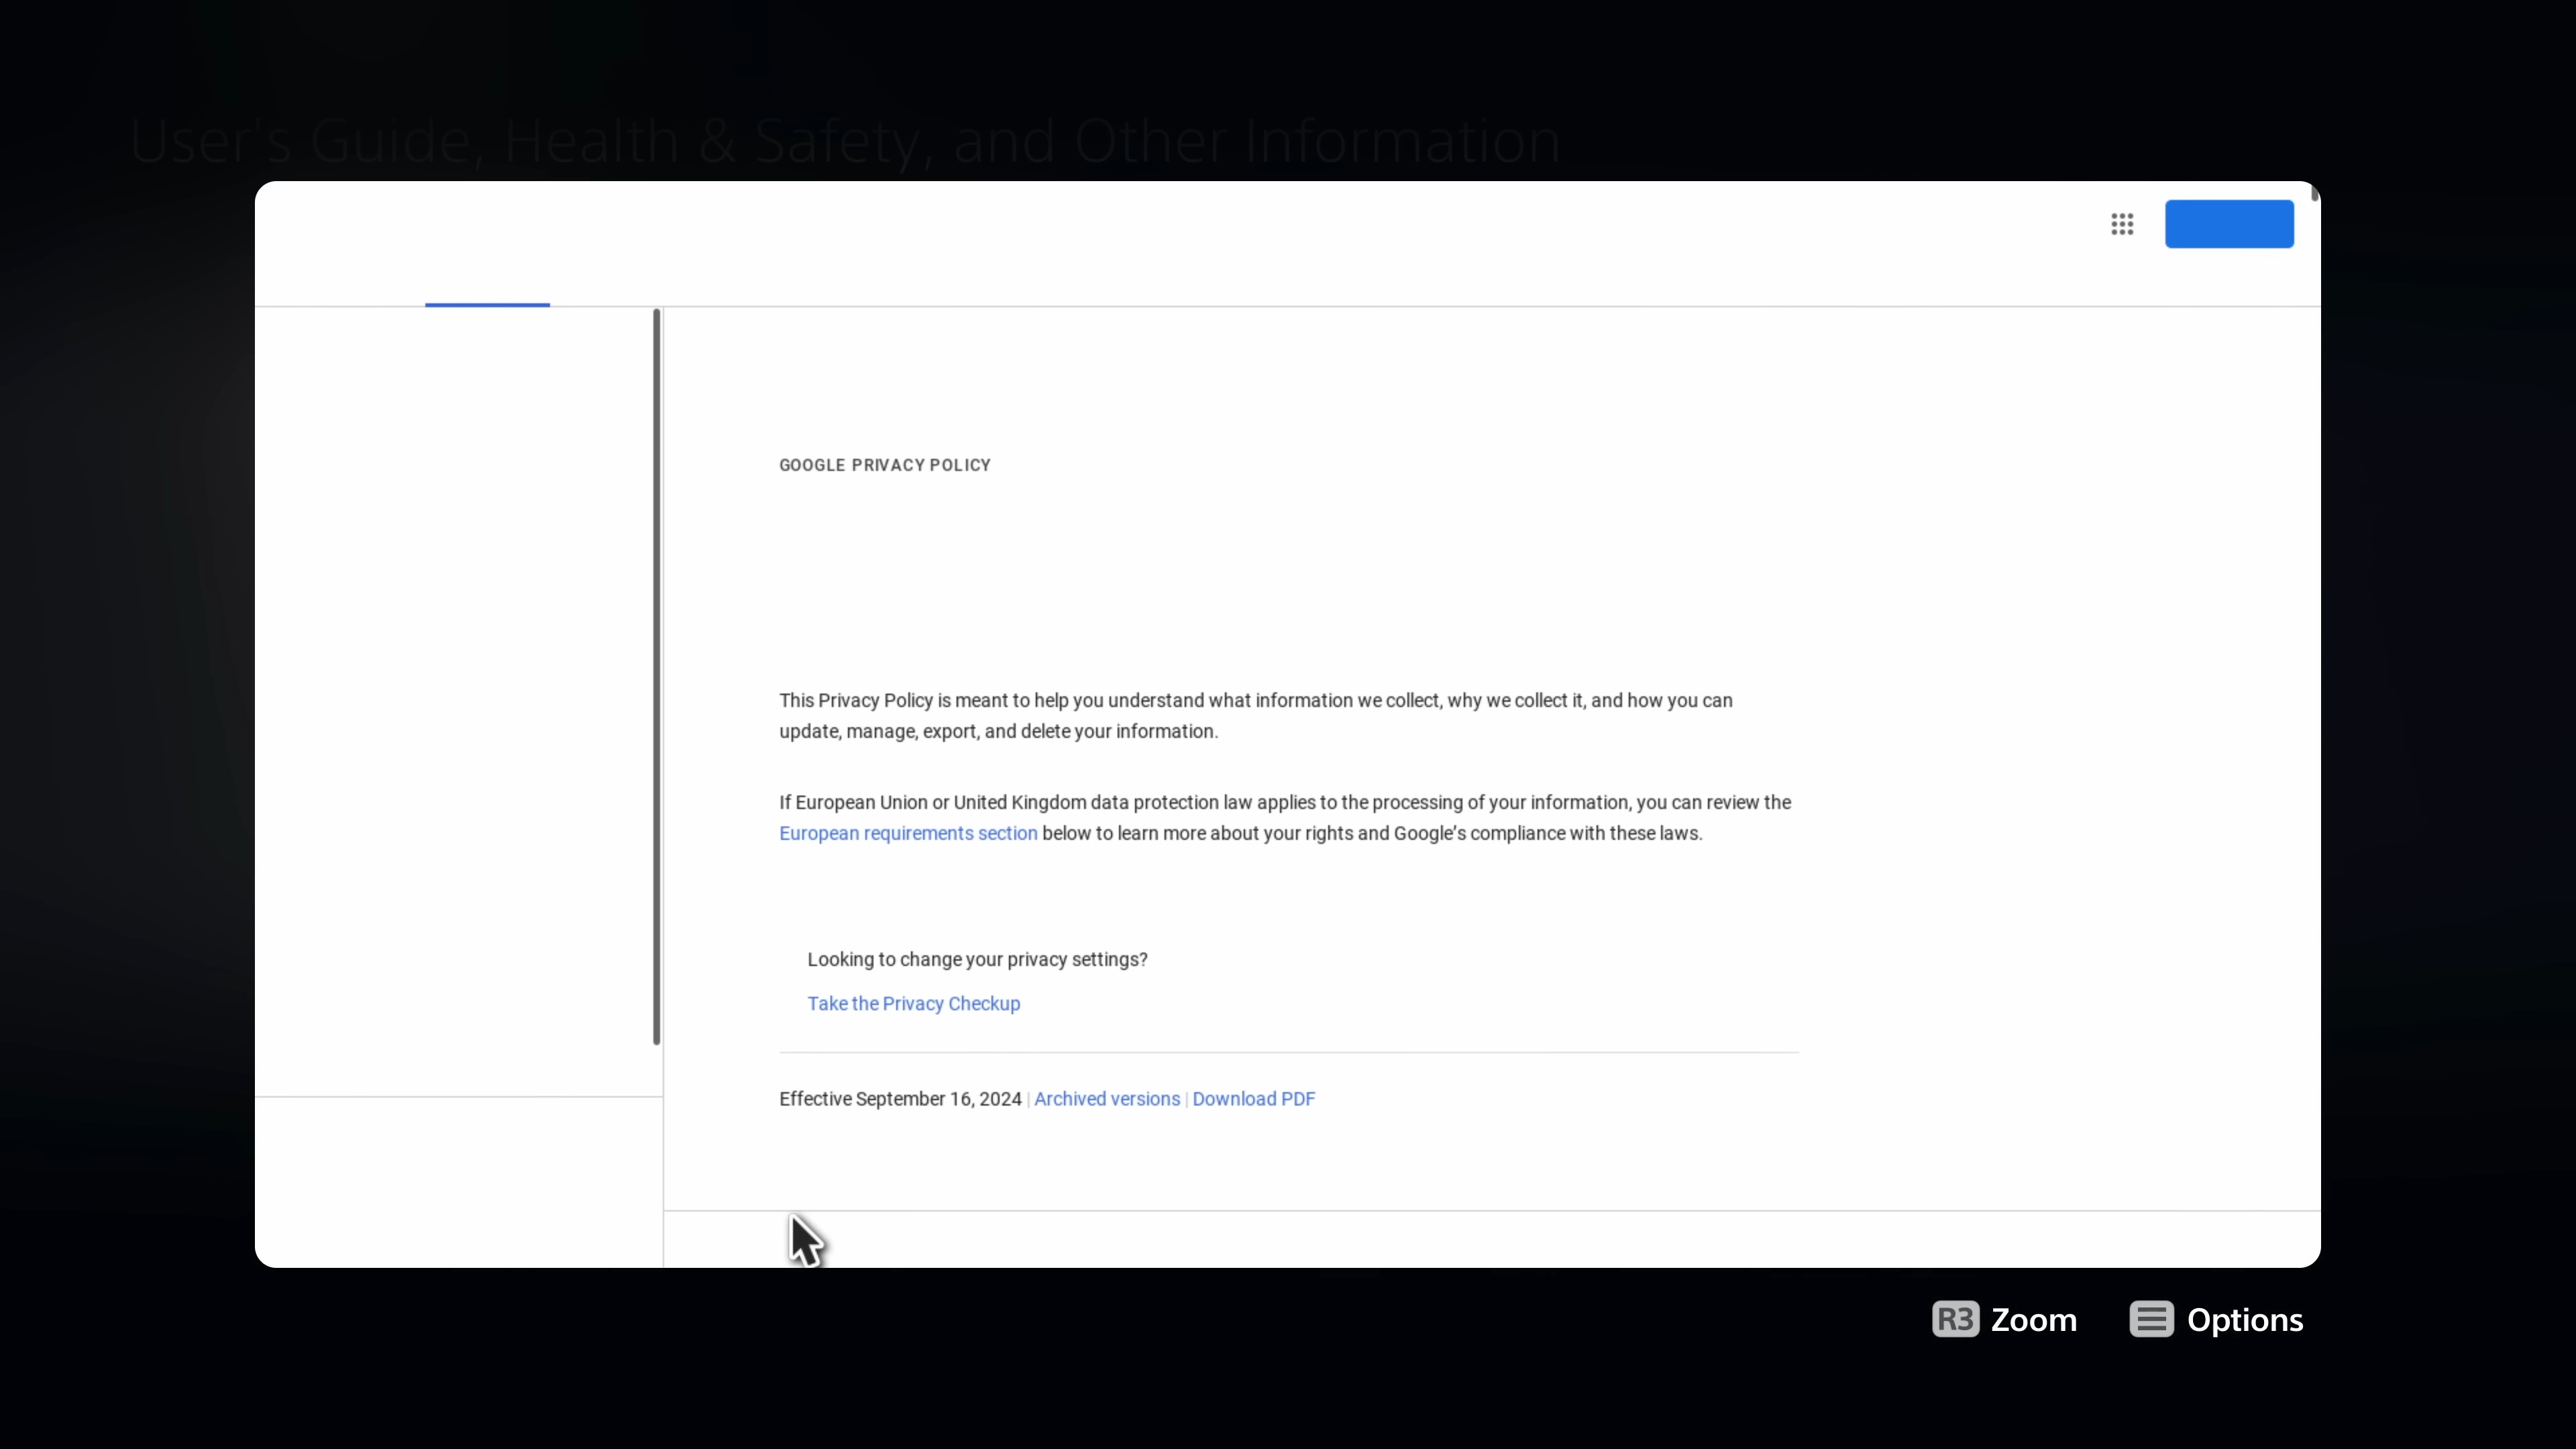 User's Guide, Health & Safety, and Other Information
GOOGLE PRIVACY POLICY
This Privacy Policy is meant to help you understand what information we collect, why we collect it, and how you can
update, manage, export, and delete your information.
If European Union or United Kingdom data protection law applies to the processing of your information, you can review the
European requirements section below to learn more about your rights and Google’s compliance with these laws.
Looking to change your privacy settings?
Take the Privacy Checkup
Effective September 16, 2024 | Archived versions | Download PDF
R3 Zoom Options